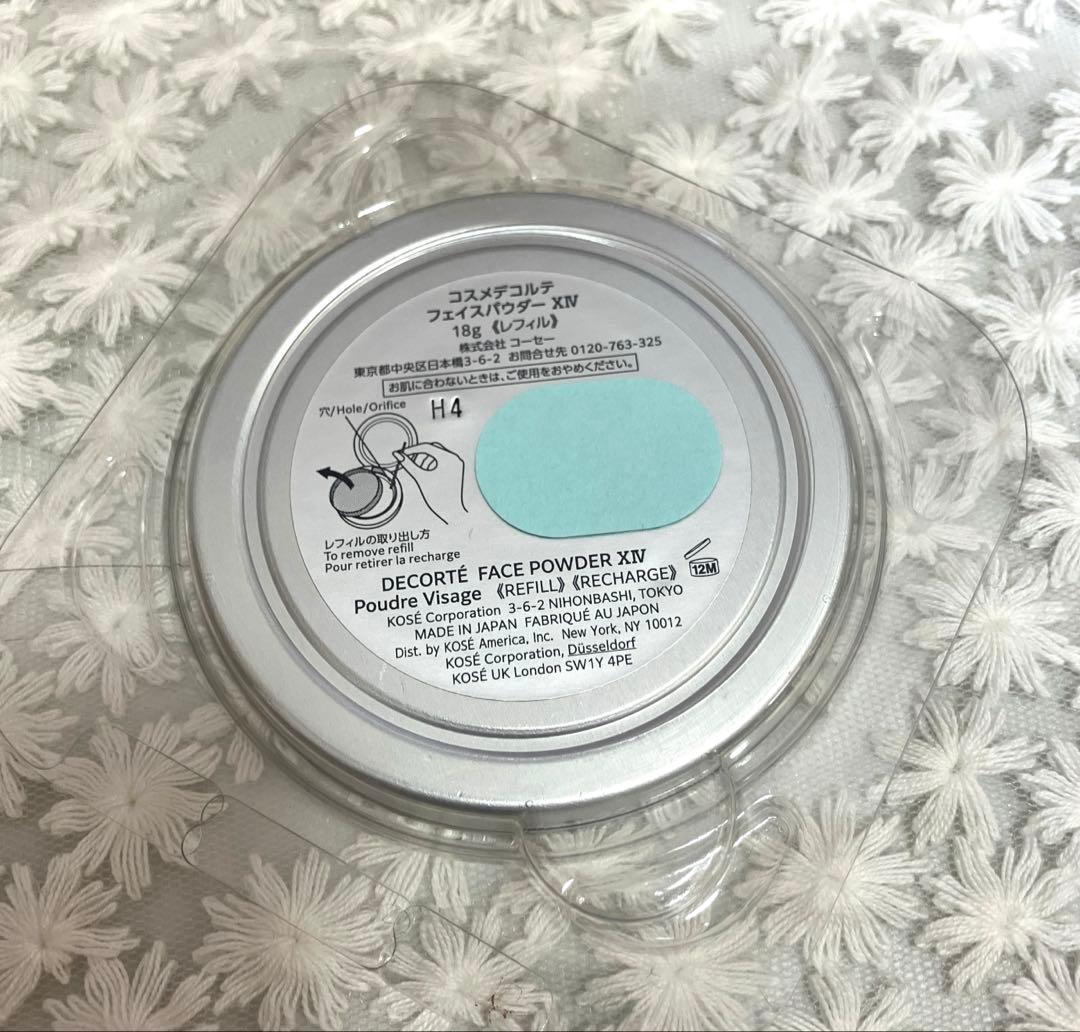 コスメデコルテ
フェイスパウダー XIV
18g 《レフィル》
株式会社 コーセー
東京都中央区日本橋3-6-2 お問合せ先 0120-763-325
お肌に合わないときは、ご使用をおやめください。
穴/Hole/Orifice
H4
レフィルの取り出し方
To remove refill
Pour retirer la recharge
DECORTÉ FACE POWDER XIV
Poudre Visage 《REFILL》《RECHARGE》
12M
KOSÉ Corporation 3-6-2 NIHONBASHI, TOKYO
MADE IN JAPAN FABRIQUÉ AU JAPON
Dist. by KOSÉ America, Inc. New York, NY 10012
KOSÉ Corporation, Düsseldorf
KOSÉ UK London SW1Y 4PE